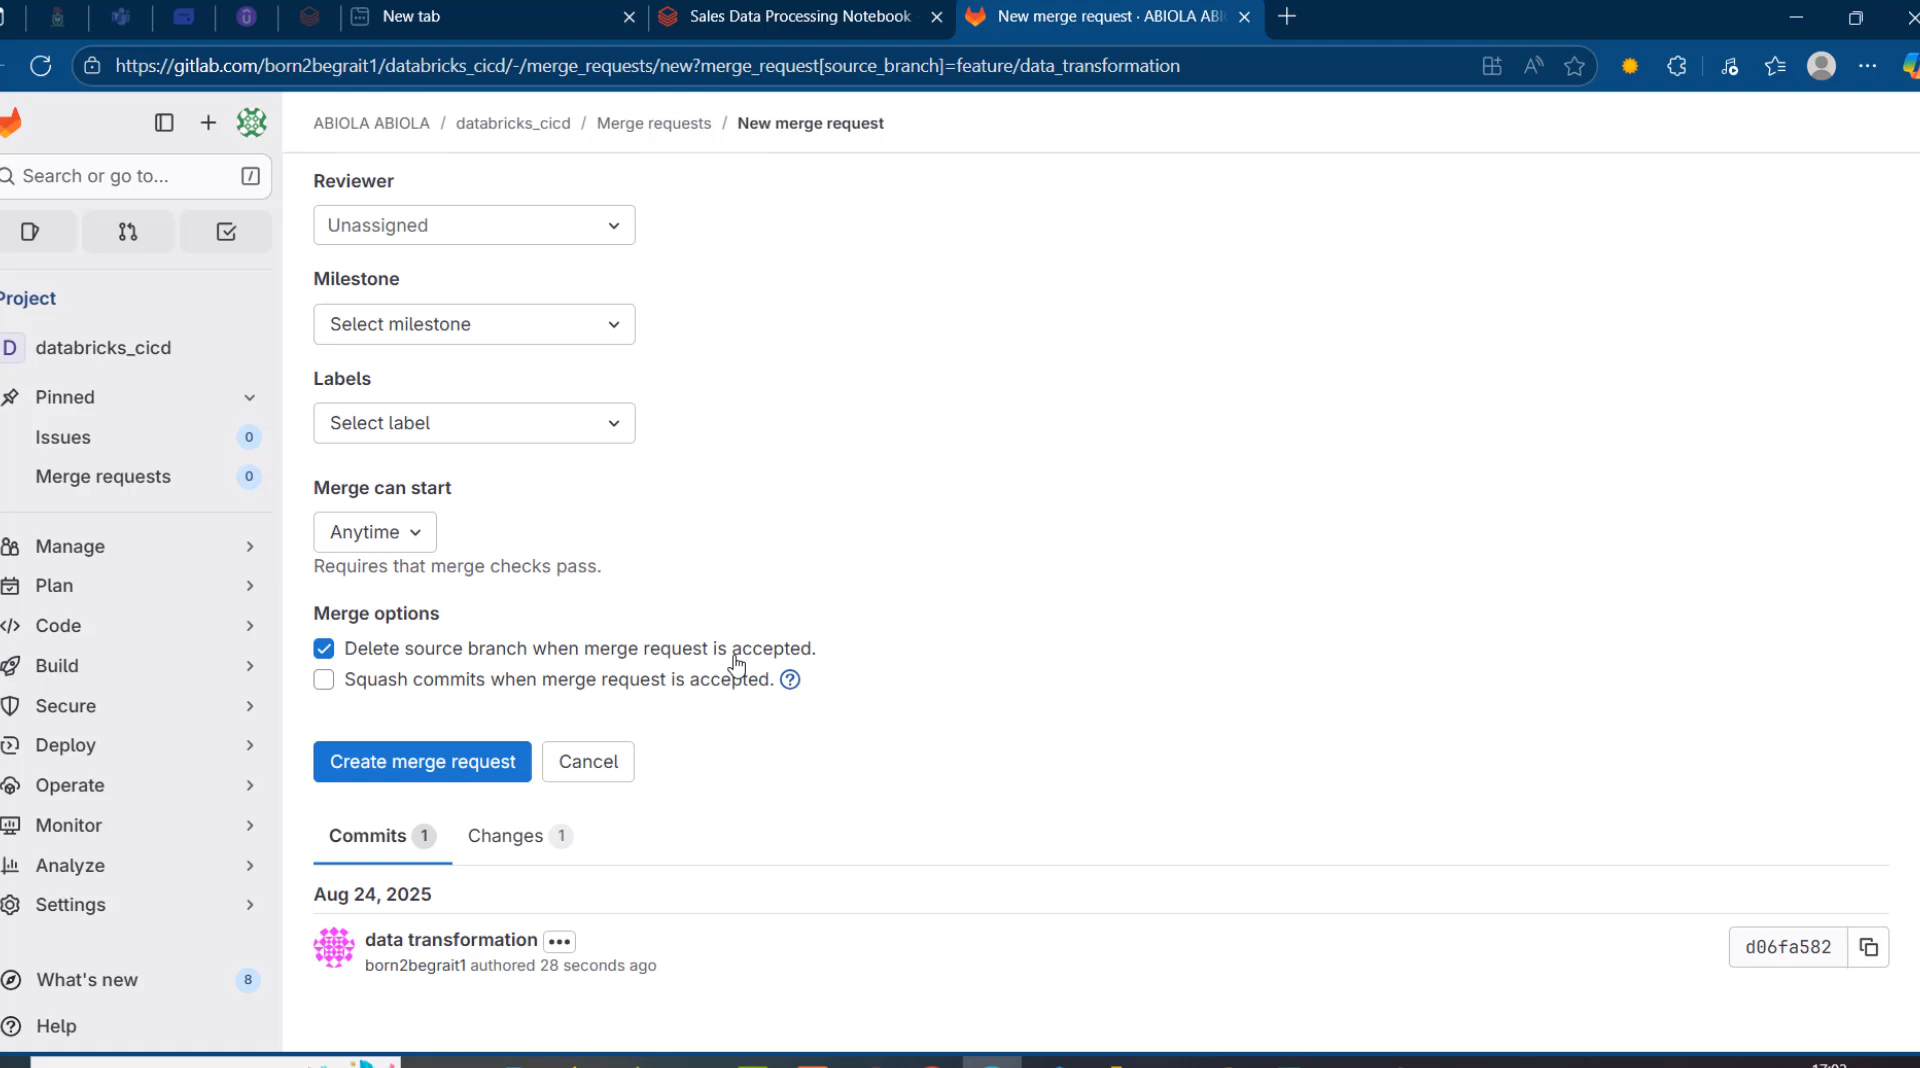 New tab
Sales Data Processing Notebook
New merge request · ABIOLA ABI
https://gitlab.com/born2begrait1/databricks_cicd/-/merge_requests/new?merge_request[source_branch]=feature/data_transformation
ABIOLA ABIOLA / databricks_cicd / Merge requests / New merge request
Search or go to... /
Project
D databricks_cicd
Pinned
Issues 0
Merge requests 0
Manage
Plan
Code
Build
Secure
Deploy
Operate
Monitor
Analyze
Settings
What's new 8
Help
Reviewer
Unassigned
Milestone
Select milestone
Labels
Select label
Merge can start
Anytime
Requires that merge checks pass.
Merge options
Delete source branch when merge request is accepted.
Squash commits when merge request is accepted. ?
Create merge request Cancel
Commits 1 Changes 1
Aug 24, 2025
data transformation
born2begrait1 authored 28 seconds ago
d06fa582